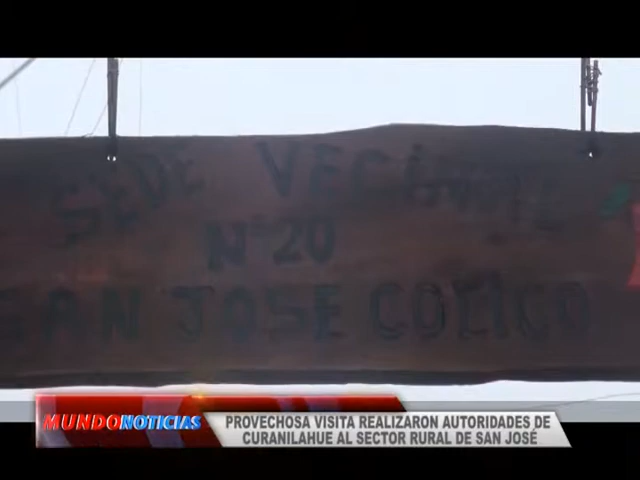 SEDE VECINAL
N° 20
SAN JOSE COLICO
MUNDONOTICIAS
PROVECHOSA VISITA REALIZARON AUTORIDADES DE
CURANILAHUE AL SECTOR RURAL DE SAN JOSÉ